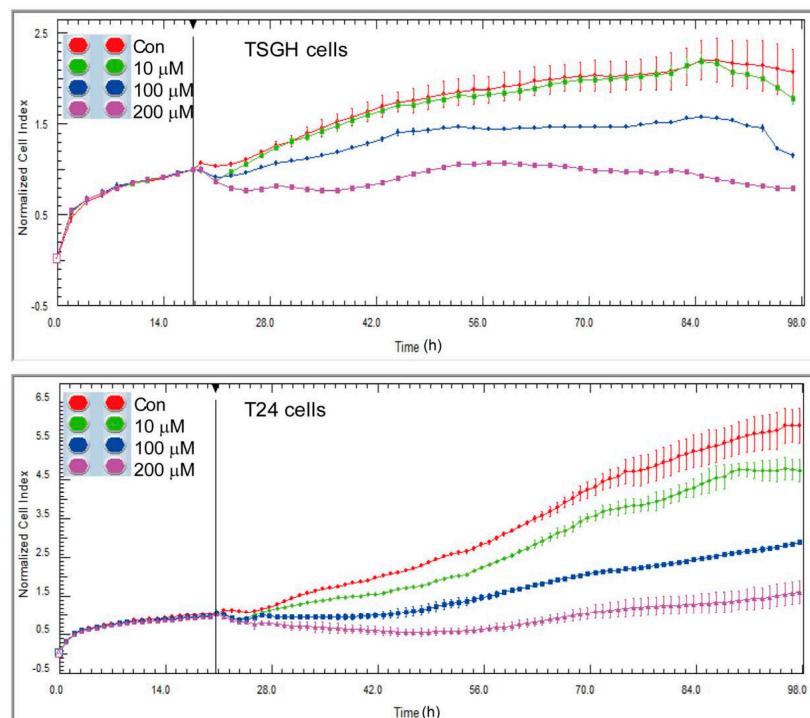 TSGH cells
Con
10 μM
100 μM
200 μM
Normalized Cell Index
2.5
1.5
0.5
-0.5
0.0 14.0 28.0 42.0 56.0 70.0 84.0 98.0
Time (h)
T24 cells
Con
10 μM
100 μM
200 μM
Normalized Cell Index
6.5
5.5
4.5
3.5
2.5
1.5
0.5
-0.5
0.0 14.0 28.0 42.0 56.0 70.0 84.0 98.0
Time (h)